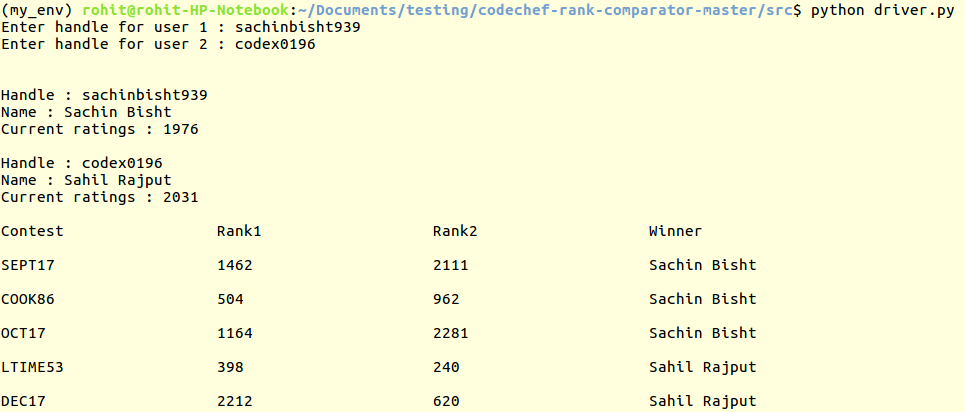 (my_env) rohit@rohit-HP-Notebook:~/Documents/testing/codechef-rank-comparator-master/src$ python driver.py
Enter handle for user 1 : sachinbisht939
Enter handle for user 2 : codex0196
Handle : sachinbisht939
Name : Sachin Bisht
Current ratings : 1976
Handle : codex0196
Name : Sahil Rajput
Current ratings : 2031
Contest Rank1 Rank2 Winner
SEPT17 1462 2111 Sachin Bisht
COOK86 504 962 Sachin Bisht
OCT17 1164 2281 Sachin Bisht
LTIME53 398 240 Sahil Rajput
DEC17 2212 620 Sahil Rajput